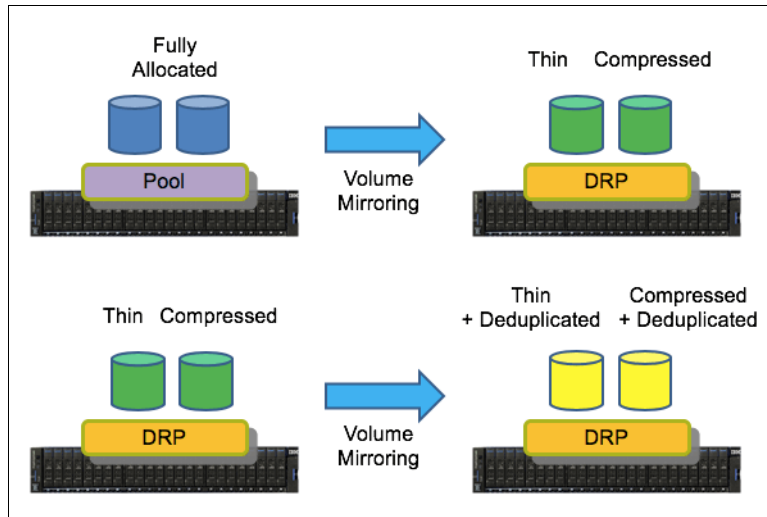 Fully
Allocated
Thin Compressed
Pool
Volume
Mirroring
DRP
Thin
+ Deduplicated
Compressed
+ Deduplicated
Thin Compressed
DRP
Volume
Mirroring
DRP